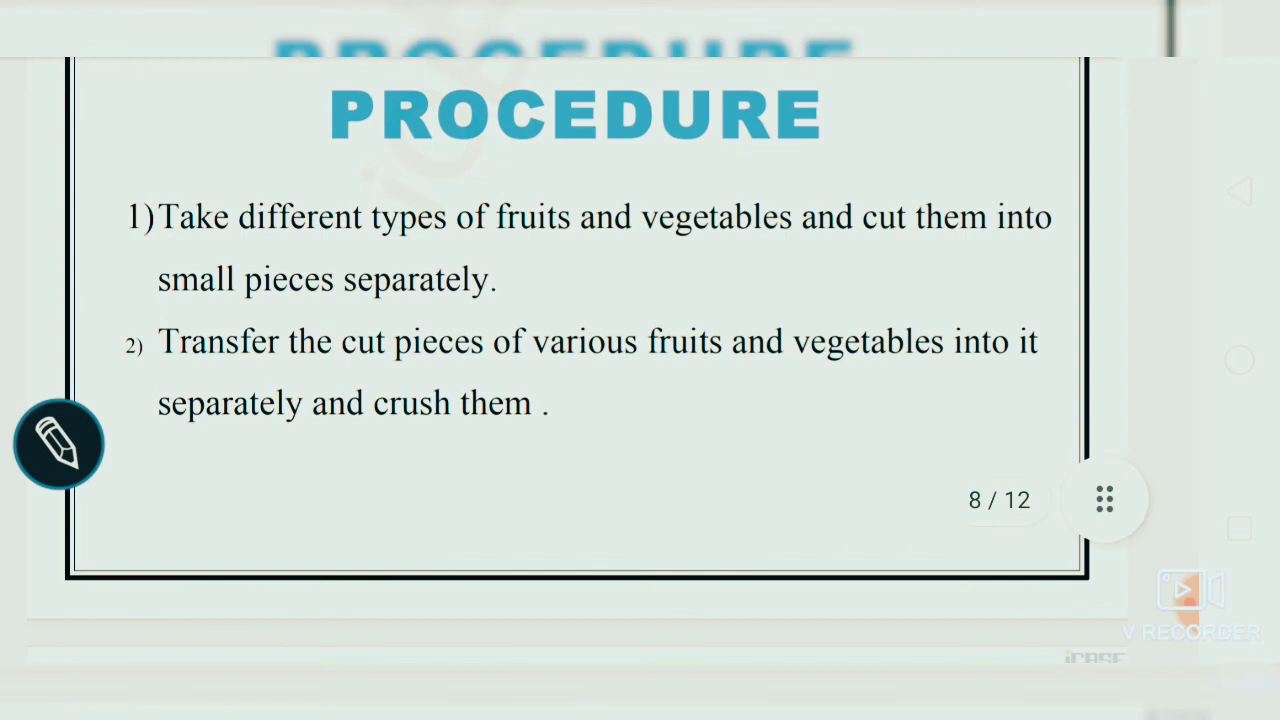 PROCEDURE
PROCEDURE
1) Take different types of fruits and vegetables and cut them into
small pieces separately.
2) Transfer the cut pieces of various fruits and vegetables into it
separately and crush them .
8 / 12
V RECORDER